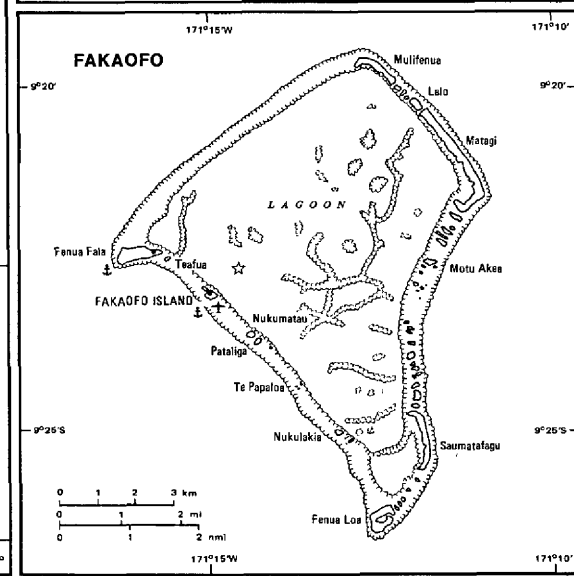 171°15'W
171°10'W
FAKAOFO
9°20'
9°20'
Mulifenua
Lalo
Matagi
LAGOON
Fenua Fala
Teafua
Motu Akea
FAKAOFO ISLAND
Nukumatau
Pataliga
Te Papaloa
9°25'S
9°25'S
Nukulakia
Saumatafagu
0 1 2 3 km
0 1 2 mi
0 1 2 nmi
Fenua Loa
171°15'W
171°10'W